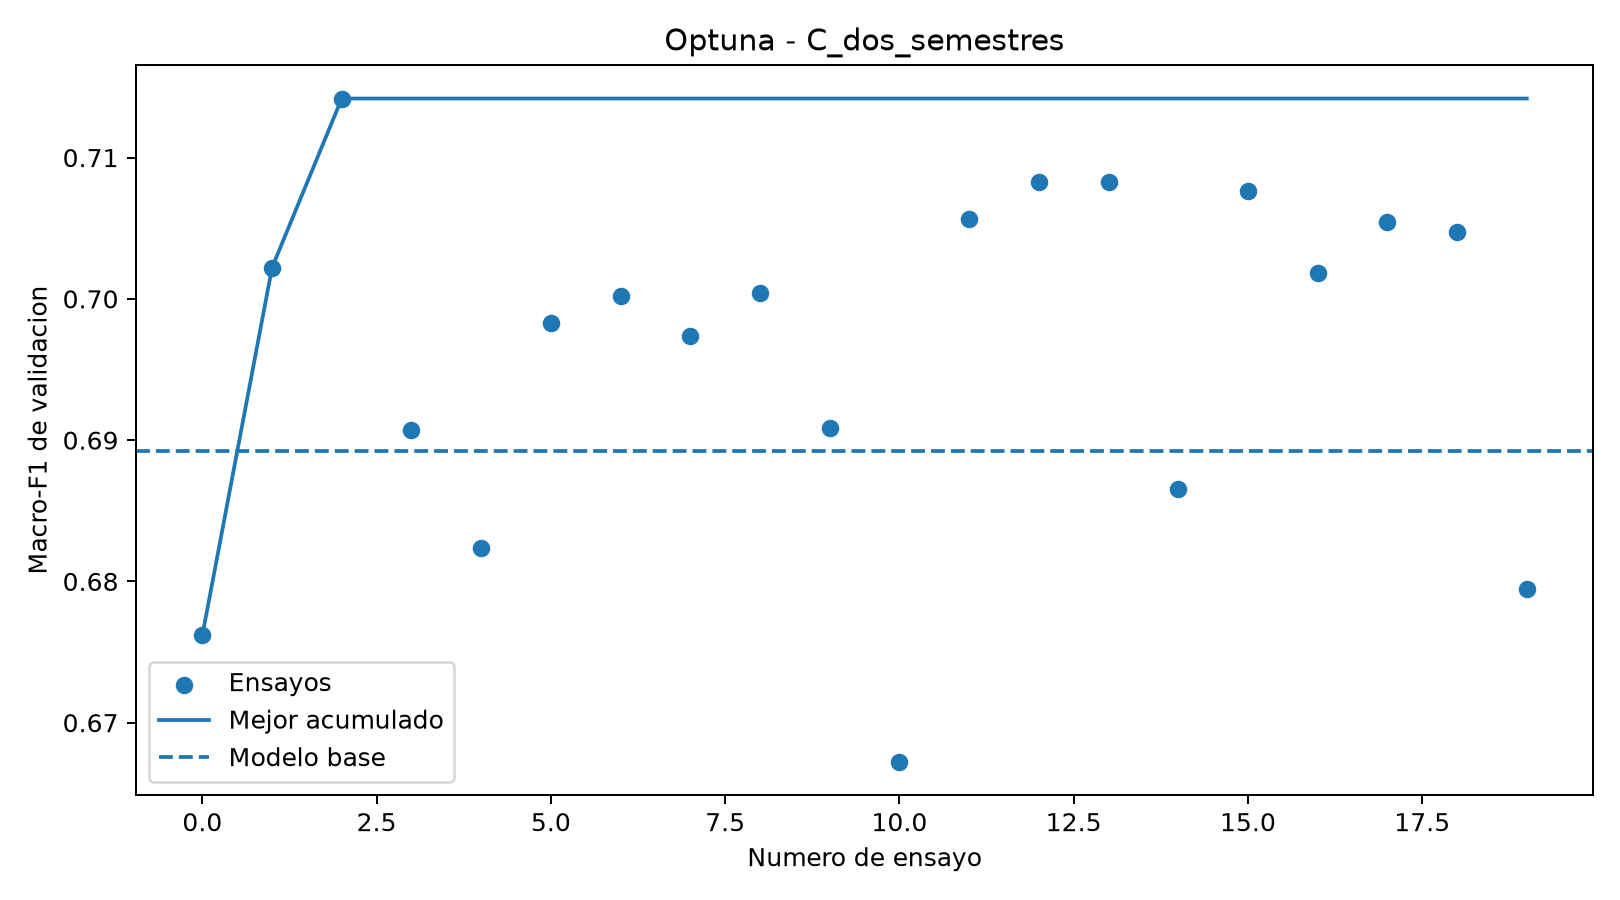 Optuna - C_dos_semestres
Macro-F1 de validacion
0.71
0.70
0.69
0.68
0.67
Ensayos
Mejor acumulado
Modelo base
0.0 2.5 5.0 7.5 10.0 12.5 15.0 17.5
Numero de ensayo